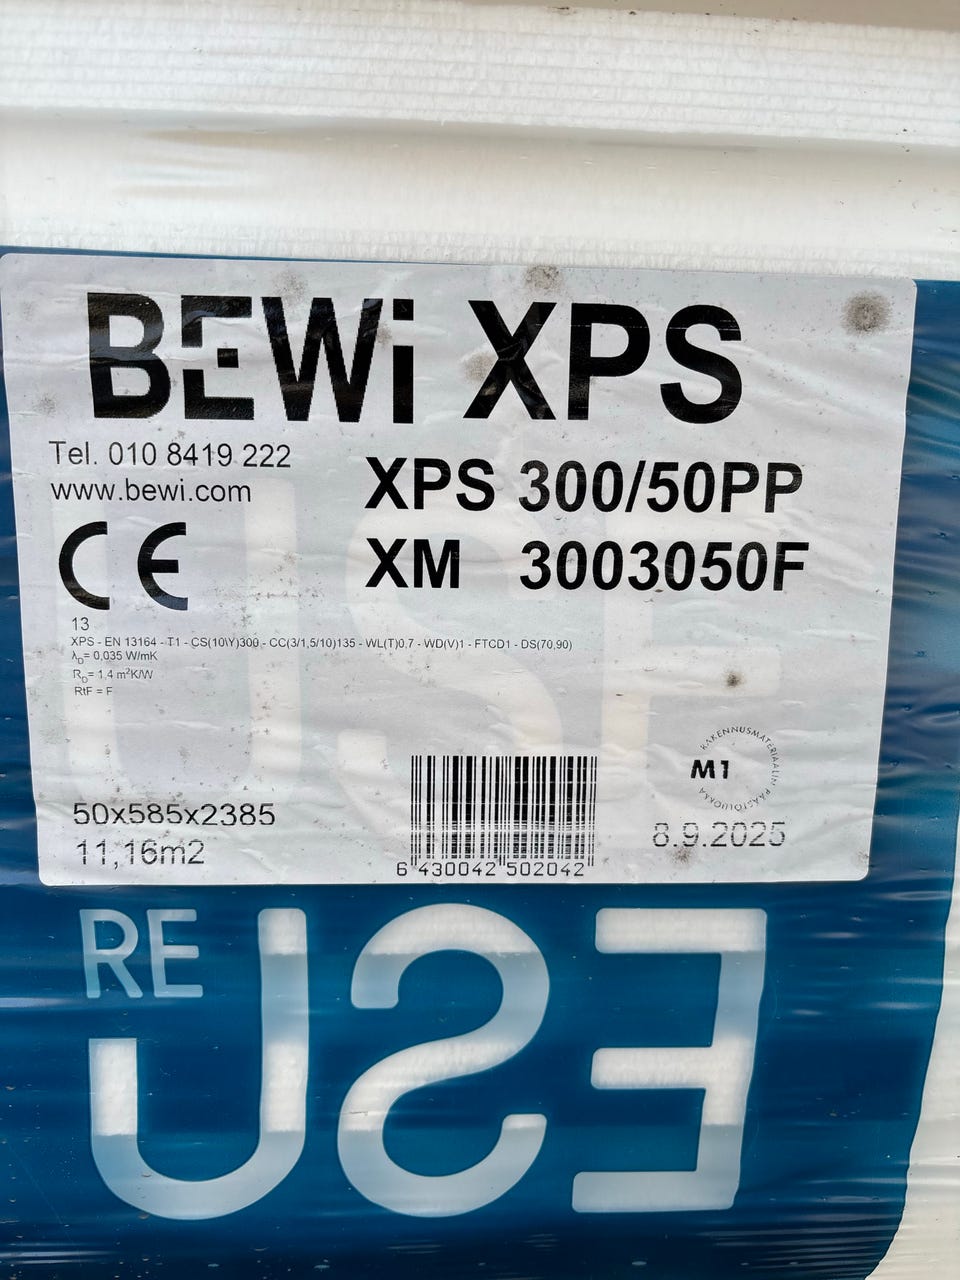 BEWi XPS
Tel. 010 8419 222
www.bewi.com
XPS 300/50PP
XM 3003050F
CE
13
XPS - EN 13164 - T1 - CS(10\Y)300 - CC(3/1,5/10)135 - WL(T)0,7 - WD(V)1 - FTCD1 - DS(70,90)
λD= 0,035 W/mK
RD= 1,4 m²K/W
RtF = F
RAKENNUSMATERIAALIN PÄÄSTÖLUOKKA
M1
50x585x2385
11,16m2
8.9.2025
6 430042 502042
RE
USE